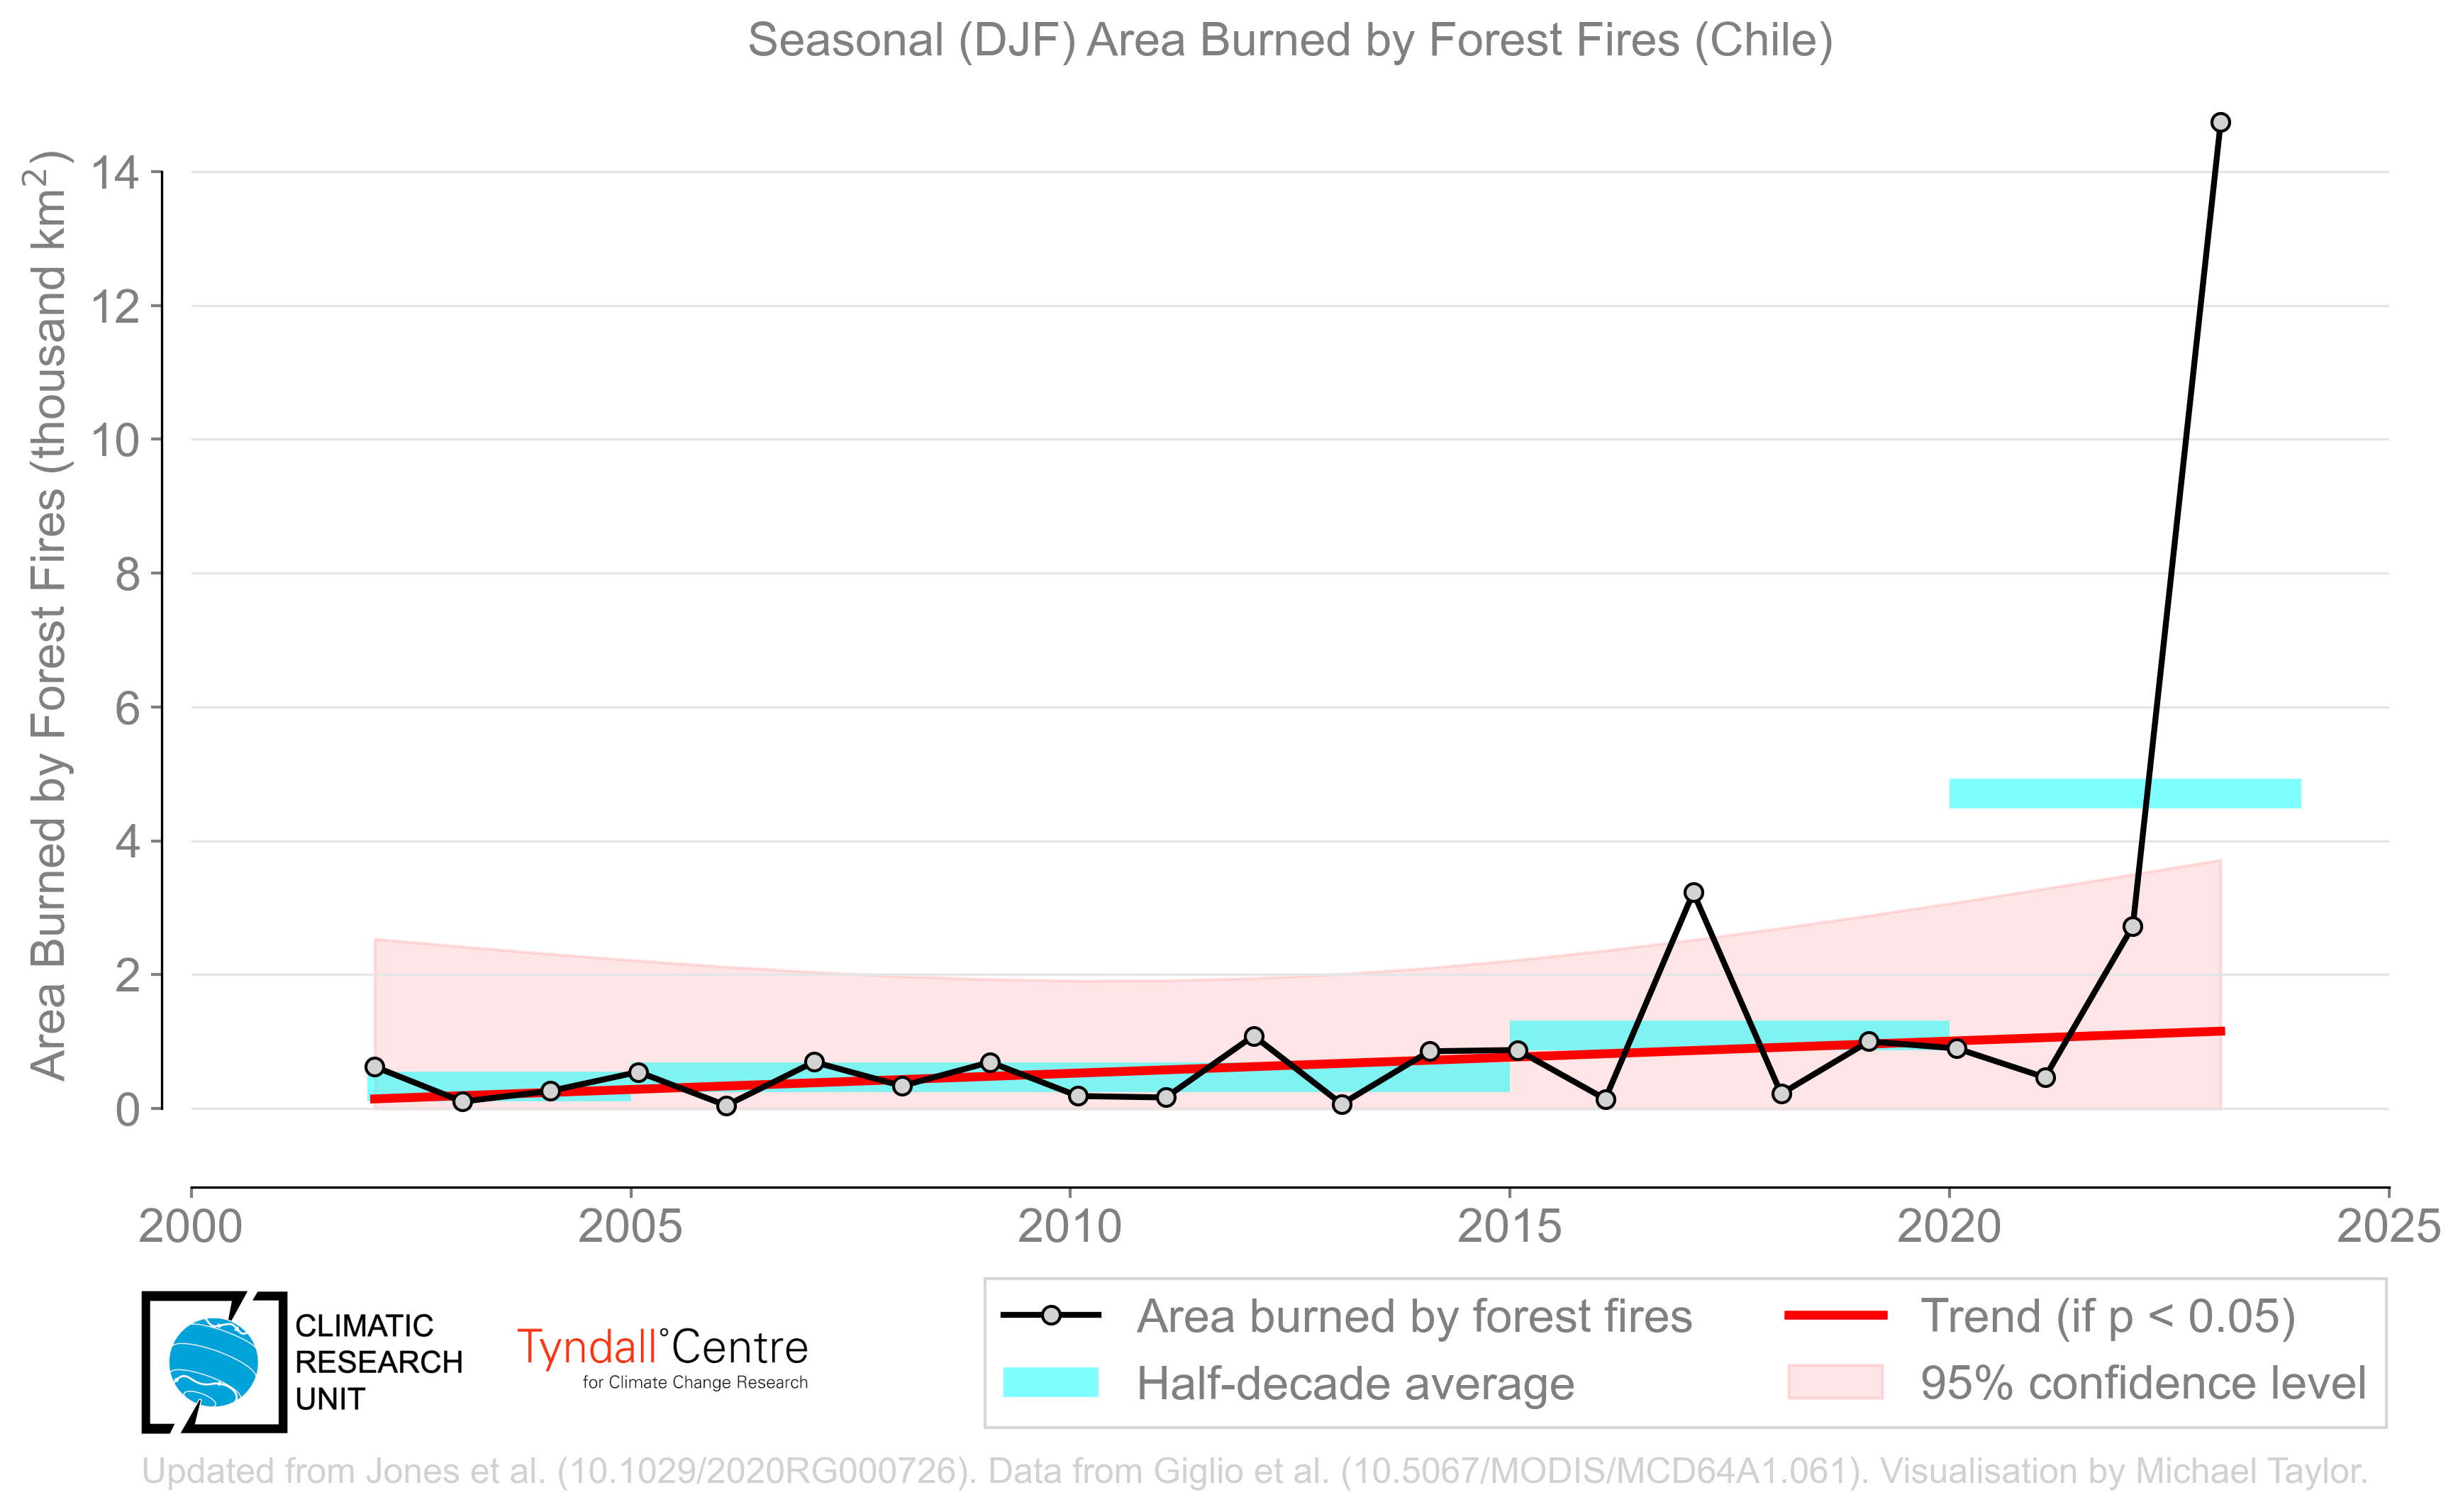 Seasonal (DJF) Area Burned by Forest Fires (Chile)
Area Burned by Forest Fires (thousand km²)
14
12
10
8
6
4
2
0
2000 2005 2010 2015 2020 2025
CLIMATIC
RESEARCH
UNIT
Tyndall°Centre
for Climate Change Research
Area burned by forest fires
Half-decade average
Trend (if p < 0.05)
95% confidence level
Updated from Jones et al. (10.1029/2020RG000726). Data from Giglio et al. (10.5067/MODIS/MCD64A1.061). Visualisation by Michael Taylor.